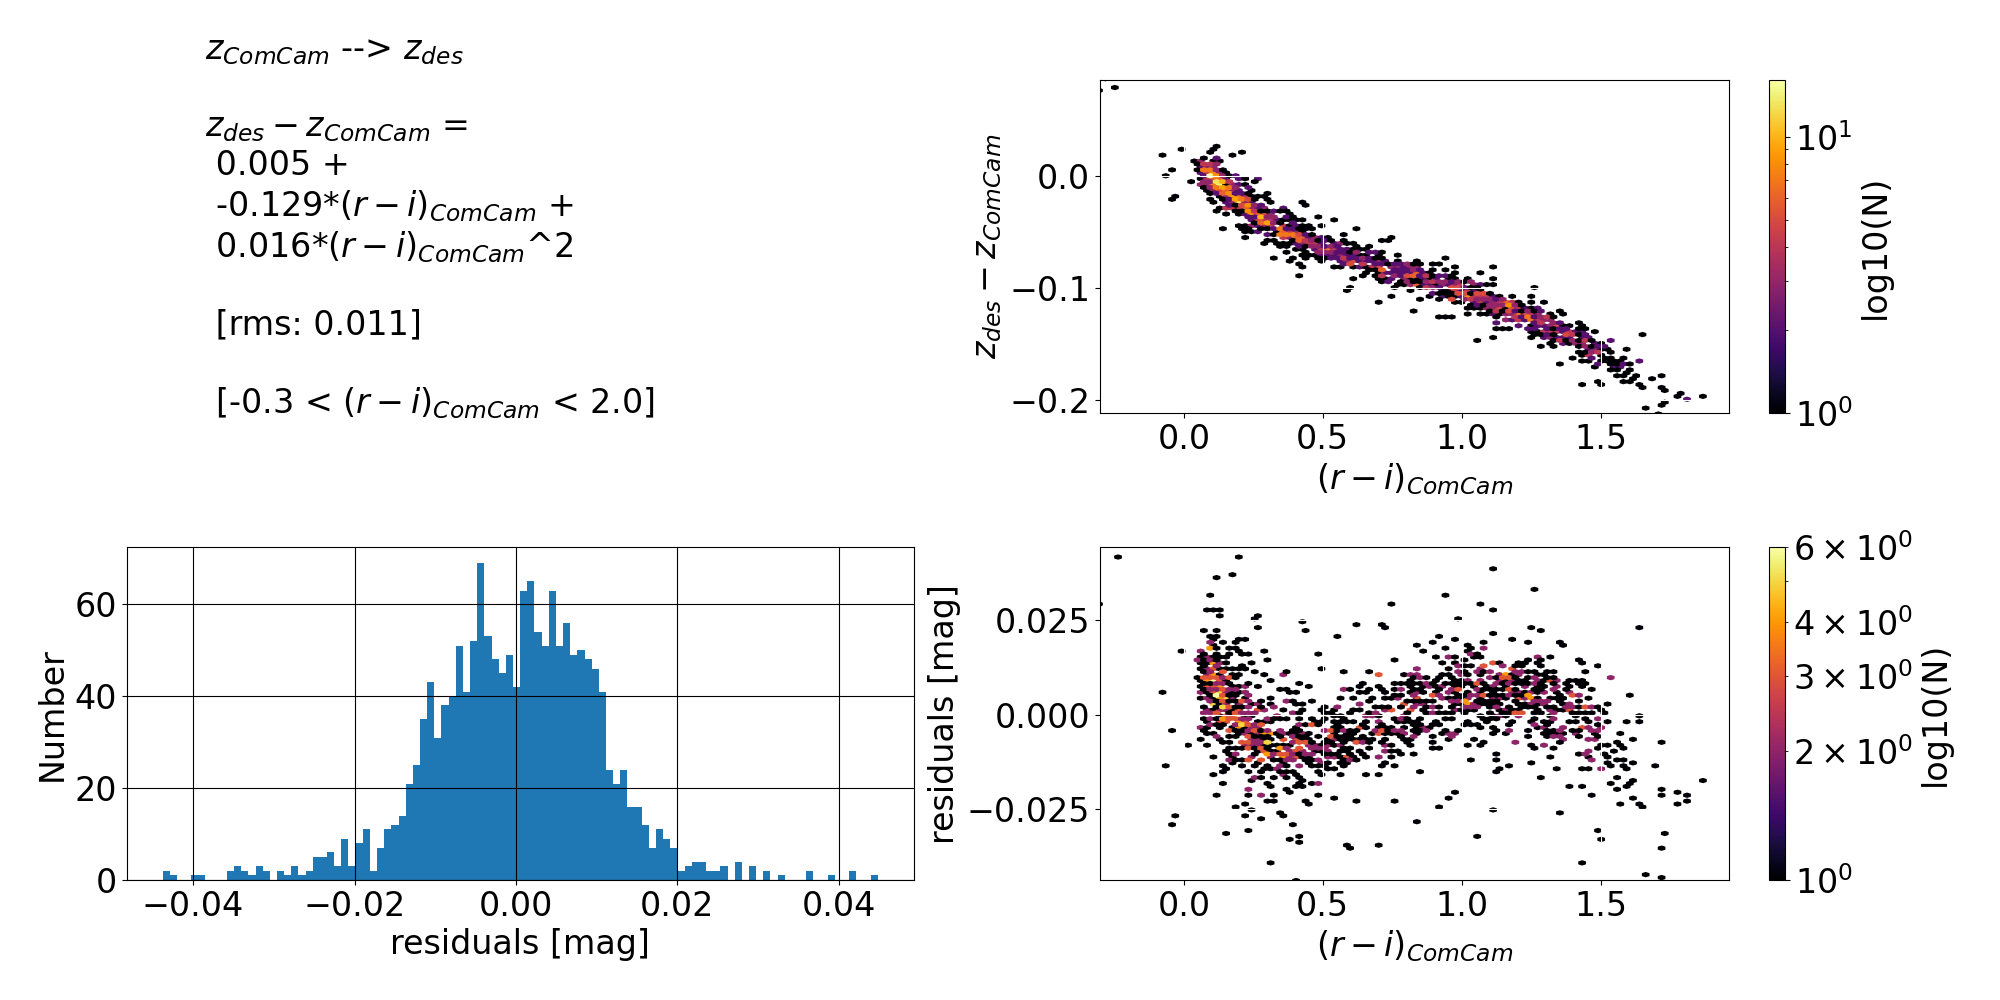 z_ComCam --> z_des
z_des − z_ComCam =
0.005 +
-0.129*(r − i)_ComCam +
0.016*(r − i)_ComCam^2
[rms: 0.011]
[-0.3 < (r − i)_ComCam < 2.0]
0.0
−0.1
−0.2
z_des − z_ComCam
0.0 0.5 1.0 1.5
(r − i)_ComCam
10^1
10^0
log10(N)
60
40
20
0
Number
−0.04 −0.02 0.00 0.02 0.04
residuals [mag]
0.025
0.000
−0.025
residuals [mag]
0.0 0.5 1.0 1.5
(r − i)_ComCam
6 × 10^0
4 × 10^0
3 × 10^0
2 × 10^0
10^0
log10(N)